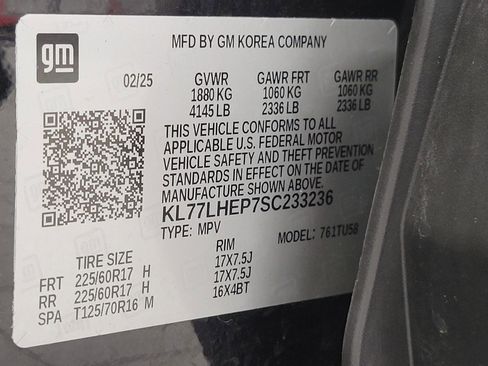 gm
MFD BY GM KOREA COMPANY
02/25 GVWR GAWR FRT GAWR RR
1880 KG 1060 KG 1060 KG
4145 LB 2336 LB 2336 LB
THIS VEHICLE CONFORMS TO ALL
APPLICABLE U.S. FEDERAL MOTOR
VEHICLE SAFETY AND THEFT PREVENTION
STANDARDS IN EFFECT ON THE DATE OF
MANUFACTURE SHOWN ABOVE.
KL77LHEP7SC233236
TYPE: MPV MODEL: 761TU58
TIRE SIZE RIM
FRT 225/60R17 H 17X7.5J
RR 225/60R17 H 17X7.5J
SPA T125/70R16 M 16X4BT